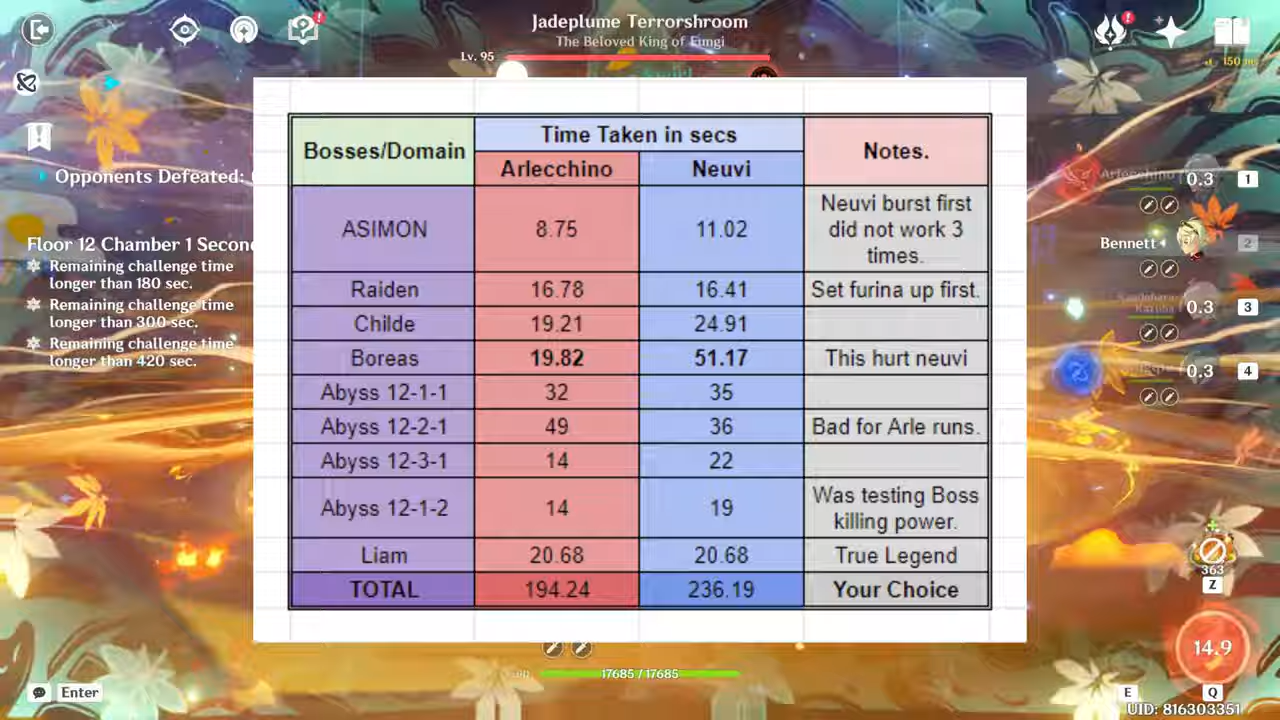 Jadeplume Terrorshroom
The Beloved King of Fungi
Lv. 95
150 ms
Opponents Defeated:
Floor 12 Chamber 1 Second
Remaining challenge time
longer than 180 sec.
Remaining challenge time
longer than 300 sec.
Remaining challenge time
longer than 420 sec.
Bosses/Domain
Time Taken in secs
Notes.
Arlecchino
Neuvi
ASIMON
8.75
11.02
Neuvi burst first
did not work 3
times.
Raiden
16.78
16.41
Set furina up first.
Childe
19.21
24.91
Boreas
19.82
51.17
This hurt neuvi
Abyss 12-1-1
32
35
Abyss 12-2-1
49
36
Bad for Arle runs.
Abyss 12-3-1
14
22
Abyss 12-1-2
14
19
Was testing Boss
killing power.
Liam
20.68
20.68
True Legend
TOTAL
194.24
236.19
Your Choice
Arlecchino
0.3
1
Bennett
2
Kaedehara
Kazuha
0.3
3
0.3
4
363
Z
14.9
E
Q
17685 / 17685
Enter
UID: 816303351